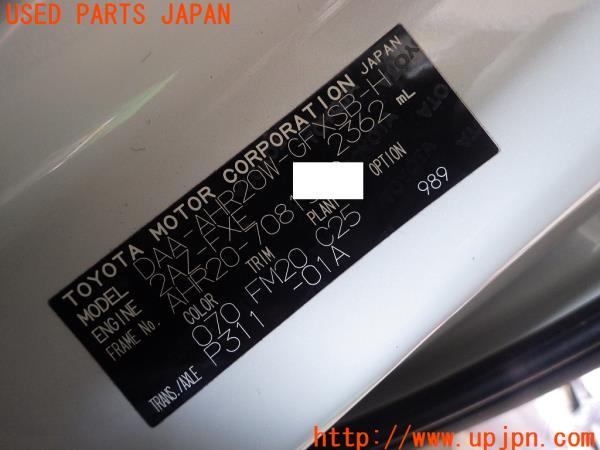 USED PARTS JAPAN
TOYOTA MOTOR CORPORATION JAPAN
MODEL DAA-AHR20W-GFXSB-H
ENGINE 2AZ-FXE 2362 mL
FRAME No. AHR20-7081
COLOR TRIM PLANT OPTION
070 FM20 C25 989
TRANS./AXLE P311 -01A
http://www.upjpn.com/